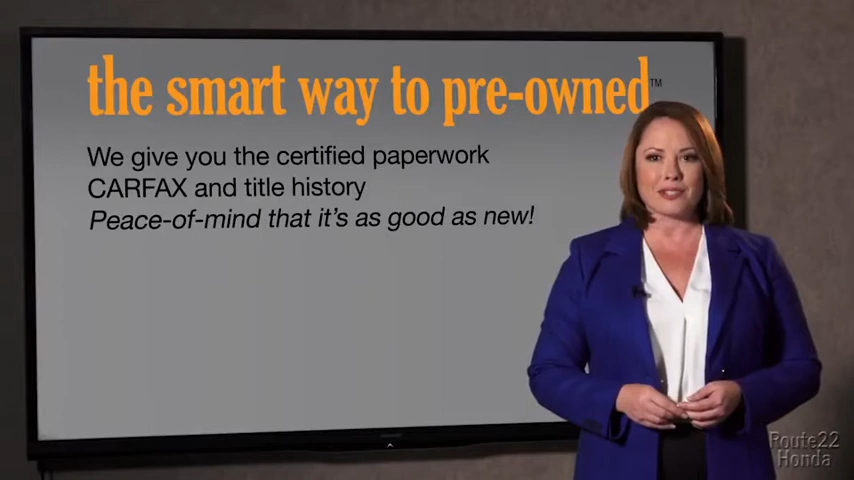 the smart way to pre-owned™
We give you the certified paperwork
CARFAX and title history
Peace-of-mind that it's as good as new!
Route22
Honda